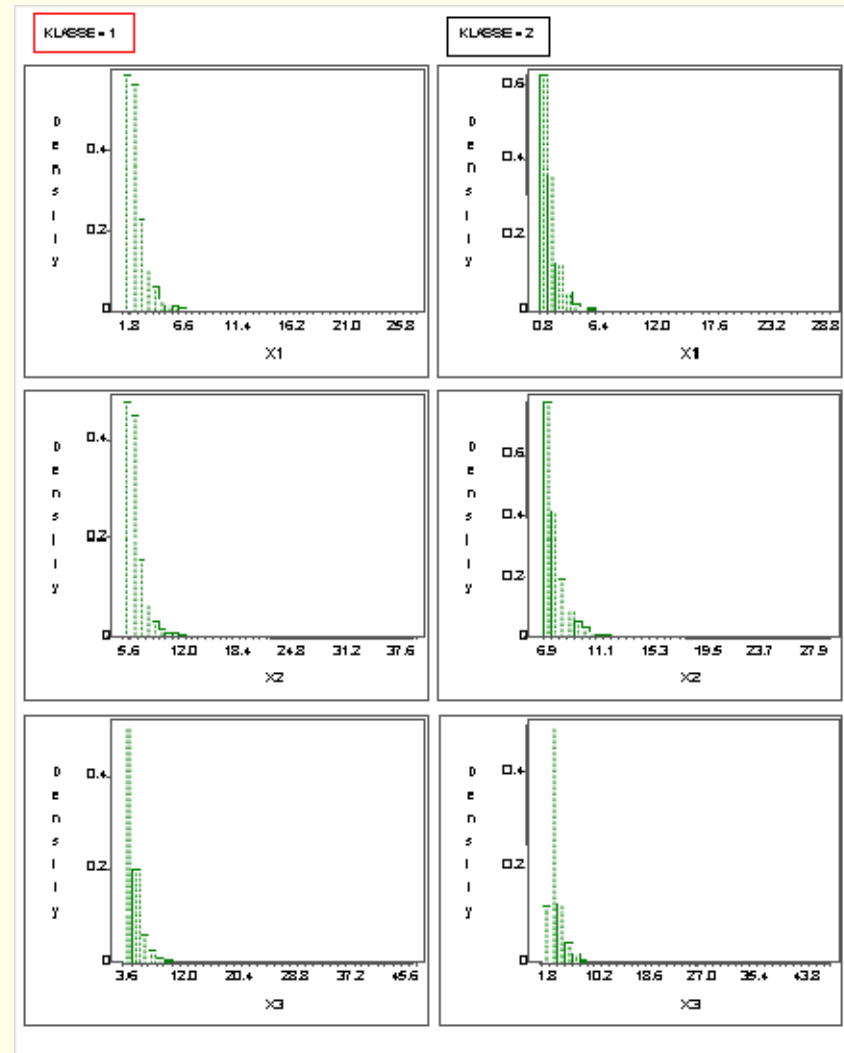 KLASSE = 1
KLASSE = 2
Density
0.4
0.2
0
1.8 6.6 11.4 16.2 21.0 25.8
X1
Density
0.6
0.4
0.2
0
0.8 6.4 12.0 17.6 23.2 28.8
X1
Density
0.4
0.2
0
5.6 12.0 18.4 24.8 31.2 37.6
X2
Density
0.6
0.4
0.2
0
6.9 11.1 15.3 19.5 23.7 27.9
X2
Density
0.4
0.2
0
3.6 12.0 20.4 28.8 37.2 45.6
X3
Density
0.4
0.2
0
1.8 10.2 18.6 27.0 35.4 43.8
X3